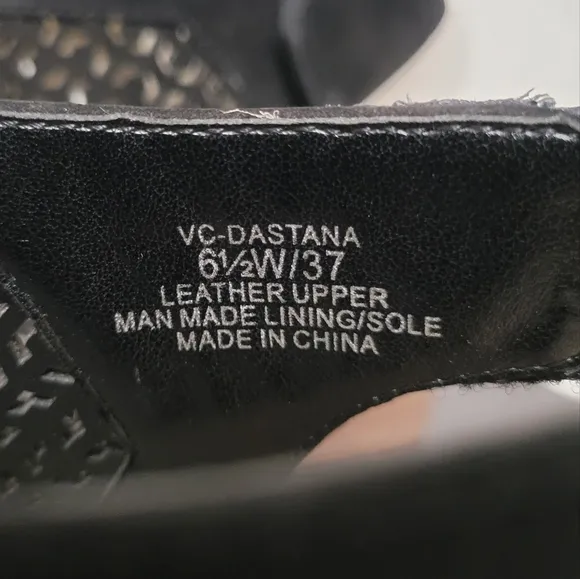 VC-DASTANA
6½W/37
LEATHER UPPER
MAN MADE LINING/SOLE
MADE IN CHINA